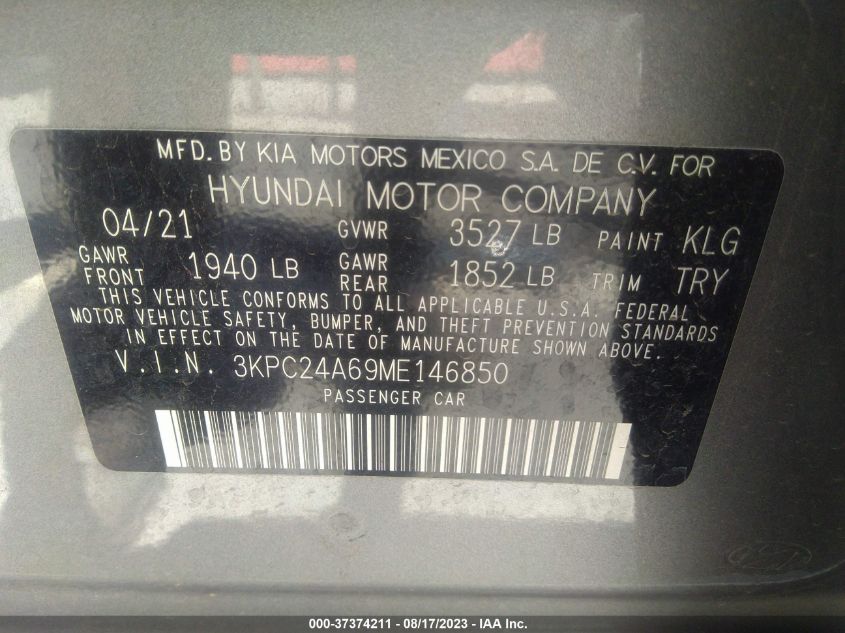 MFD. BY KIA MOTORS MEXICO S.A. DE C.V. FOR
HYUNDAI MOTOR COMPANY
04/21 GVWR 3527 LB PAINT KLG
GAWR FRONT 1940 LB GAWR REAR 1852 LB TRIM TRY
THIS VEHICLE CONFORMS TO ALL APPLICABLE U.S.A. FEDERAL
MOTOR VEHICLE SAFETY, BUMPER, AND THEFT PREVENTION STANDARDS
IN EFFECT ON THE DATE OF MANUFACTURE SHOWN ABOVE.
V.I.N. 3KPC24A69ME146850
PASSENGER CAR
000-37374211 - 08/17/2023 - IAA Inc.